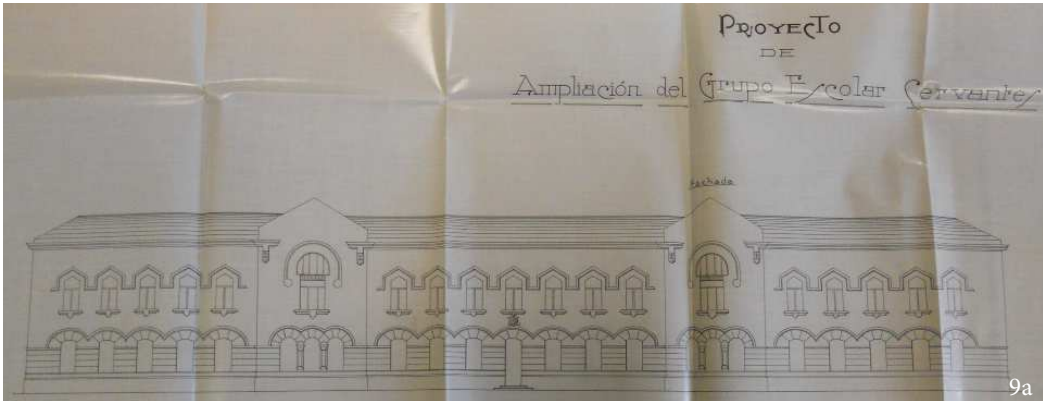 PROYECTO
DE
Ampliación del Grupo Escolar Cervantes
Fachada
9a